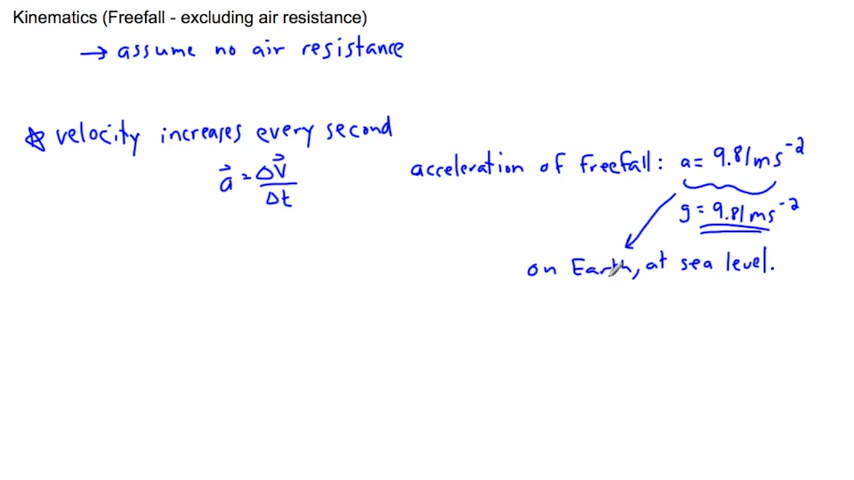 Kinematics (Freefall - excluding air resistance)
→ assume no air resistance
☆ velocity increases every second
a⃗ = Δv⃗ / Δt
acceleration of freefall: a = 9.81ms⁻²
g = 9.81ms⁻²
on Earth, at sea level.